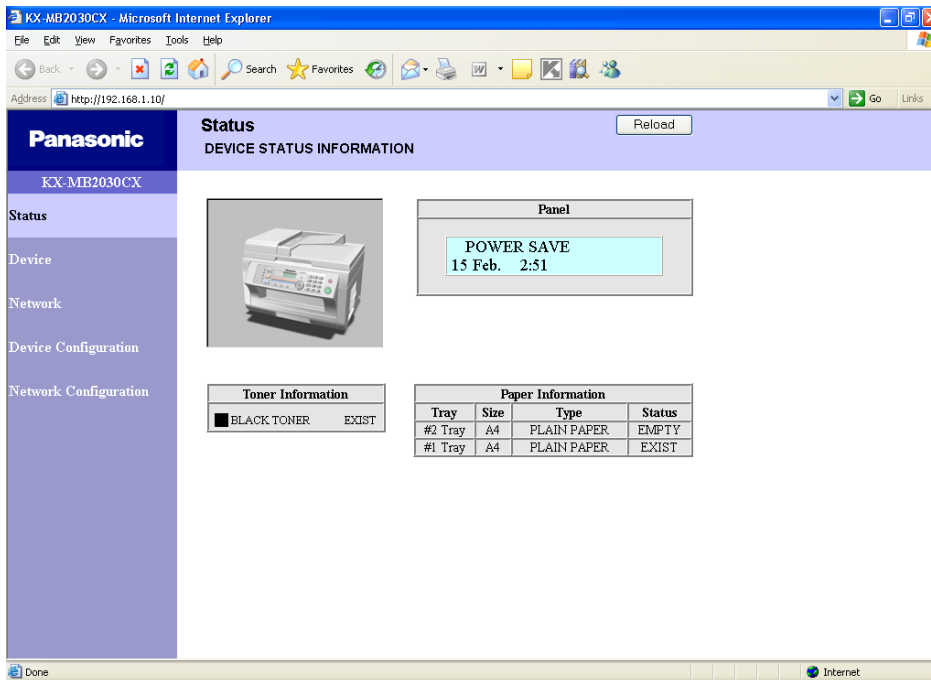 KX-MB2030CX - Microsoft Internet Explorer
File Edit View Favorites Tools Help
Back Search Favorites
Address http://192.168.1.10/ Go Links
Panasonic
KX-MB2030CX
Status
Device
Network
Device Configuration
Network Configuration
Status
Reload
DEVICE STATUS INFORMATION
Panel
POWER SAVE
15 Feb. 2:51
Toner Information
BLACK TONER EXIST
Paper Information
Tray Size Type Status
#2 Tray A4 PLAIN PAPER EMPTY
#1 Tray A4 PLAIN PAPER EXIST
Done Internet